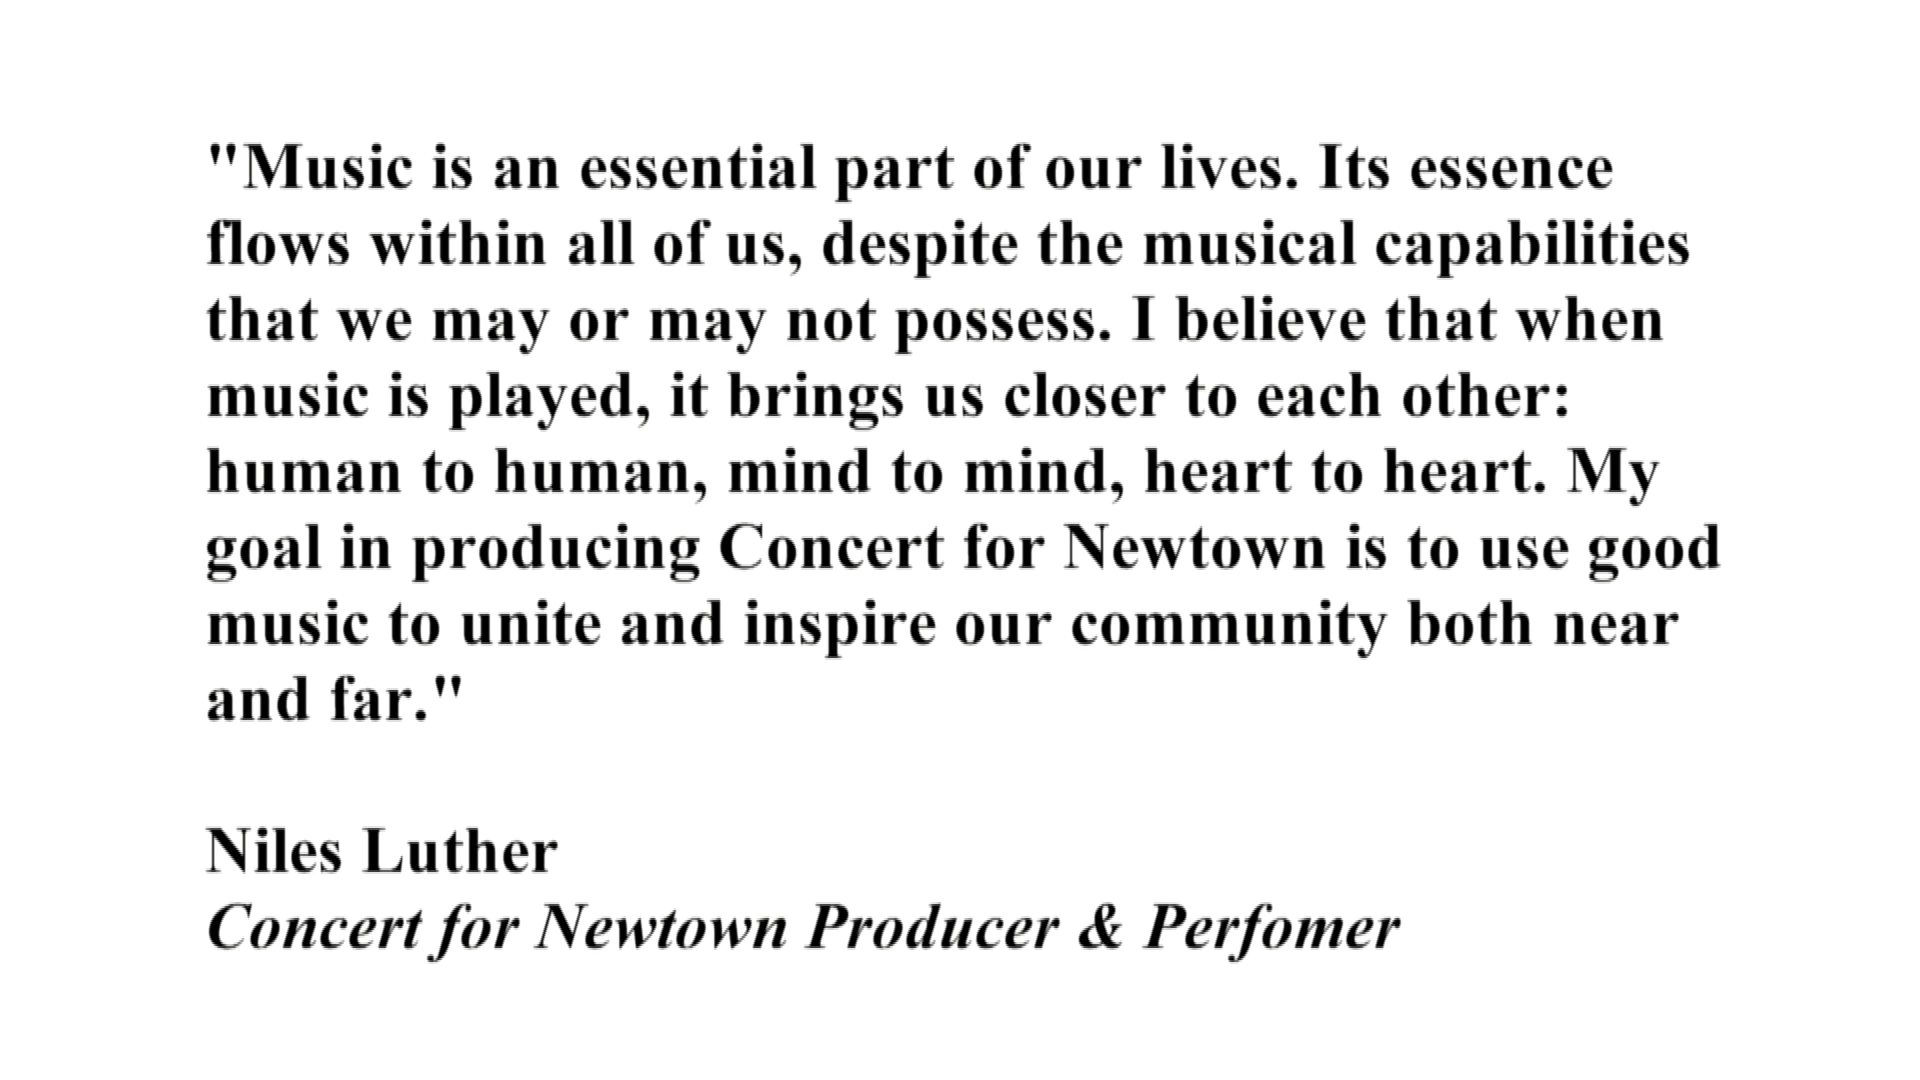 "Music is an essential part of our lives. Its essence
flows within all of us, despite the musical capabilities
that we may or may not possess. I believe that when
music is played, it brings us closer to each other:
human to human, mind to mind, heart to heart. My
goal in producing Concert for Newtown is to use good
music to unite and inspire our community both near
and far."
Niles Luther
Concert for Newtown Producer & Perfomer